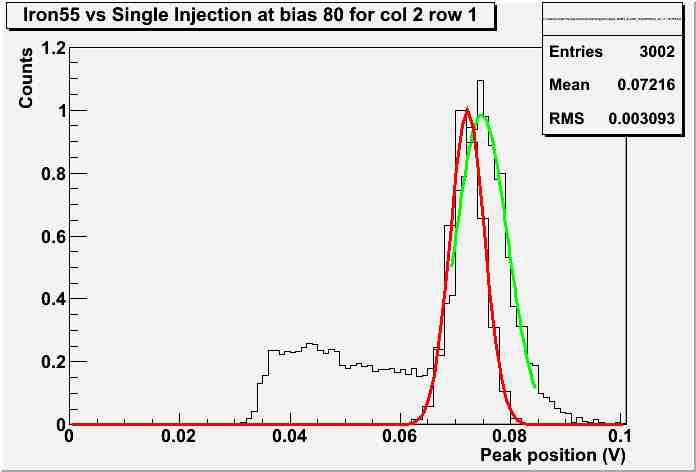 Iron55 vs Single Injection at bias 80 for col 2 row 1
Entries 3002
Mean 0.07216
RMS 0.003093
Counts
1.2
1
0.8
0.6
0.4
0.2
0
0 0.02 0.04 0.06 0.08 0.1
Peak position (V)